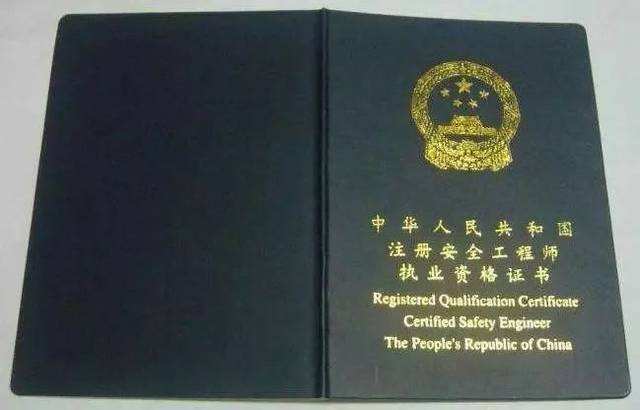 中华人民共和国
注册安全工程师
执业资格证书
Registered Qualification Certificate
Certified Safety Engineer
The People's Republic of China